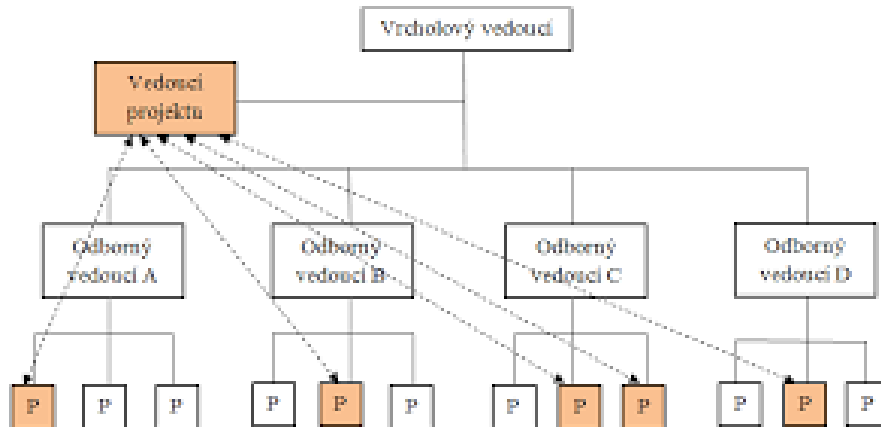 Vrcholový vedoucí
Vedoucí
projektu
Odborný
vedoucí A
Odborný
vedoucí B
Odborný
vedoucí C
Odborný
vedoucí D
P
P
P
P
P
P
P
P
P
P
P
P